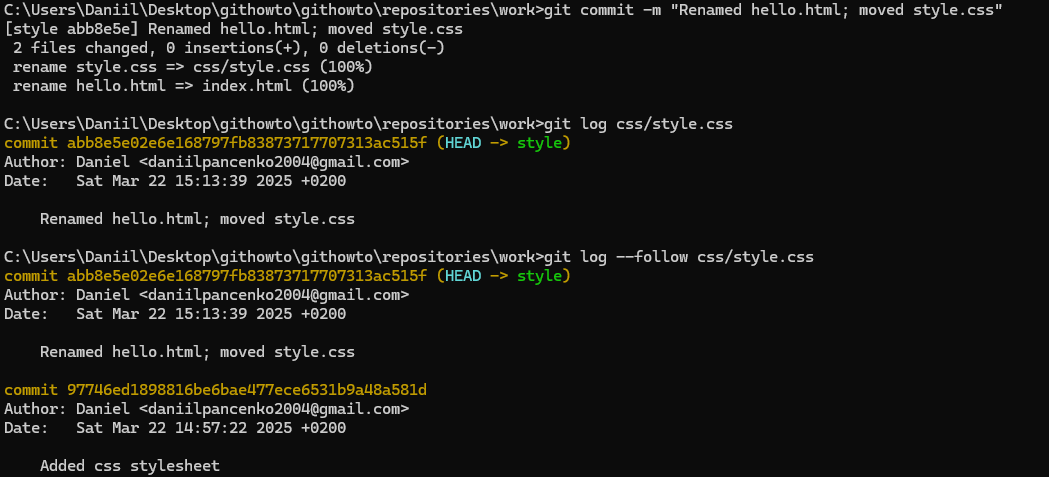 C:\Users\Daniil\Desktop\githowto\githowto\repositories\work>git commit -m "Renamed hello.html; moved style.css"
[style abb8e5e] Renamed hello.html; moved style.css
 2 files changed, 0 insertions(+), 0 deletions(-)
 rename style.css => css/style.css (100%)
 rename hello.html => index.html (100%)

C:\Users\Daniil\Desktop\githowto\githowto\repositories\work>git log css/style.css
commit abb8e5e02e6e168797fb83873717707313ac515f (HEAD -> style)
Author: Daniel <daniilpancenko2004@gmail.com>
Date:   Sat Mar 22 15:13:39 2025 +0200

    Renamed hello.html; moved style.css

C:\Users\Daniil\Desktop\githowto\githowto\repositories\work>git log --follow css/style.css
commit abb8e5e02e6e168797fb83873717707313ac515f (HEAD -> style)
Author: Daniel <daniilpancenko2004@gmail.com>
Date:   Sat Mar 22 15:13:39 2025 +0200

    Renamed hello.html; moved style.css

commit 97746ed1898816be6bae477ece6531b9a48a581d
Author: Daniel <daniilpancenko2004@gmail.com>
Date:   Sat Mar 22 14:57:22 2025 +0200

    Added css stylesheet